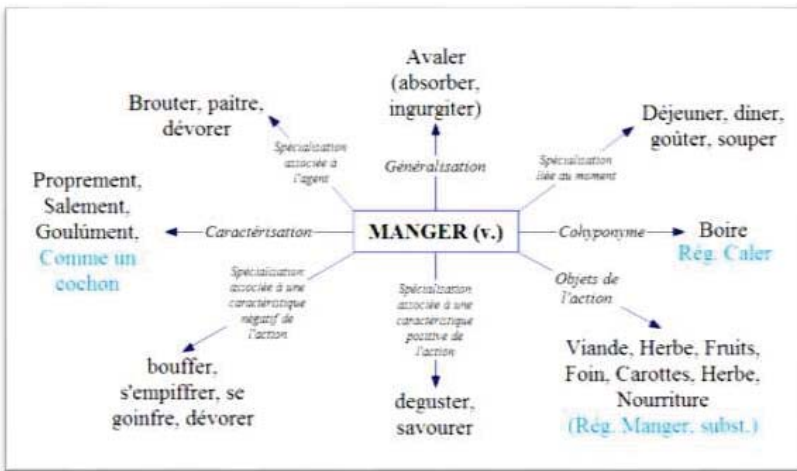 Avaler
(absorber,
ingurgiter)
Brouter, paitre,
dévorer
Déjeuner, diner,
goûter, souper
Spécialisation
associée à
l'agent
Généralisation
Spécialisation
liée au moment
Proprement,
Salement,
Goulûment,
Comme un
cochon
Caractérisation
MANGER (v.)
Cohyponyme
Boire
Rég. Caler
Spécialisation
associée à une
caractéristique
négatif de
l'action
Spécialisation
associée à une
caractéristique
positive de
l'action
Objets de
l'action
bouffer,
s'empiffrer, se
goinfre, dévorer
deguster,
savourer
Viande, Herbe, Fruits,
Foin, Carottes, Herbe,
Nourriture
(Rég. Manger, subst.)